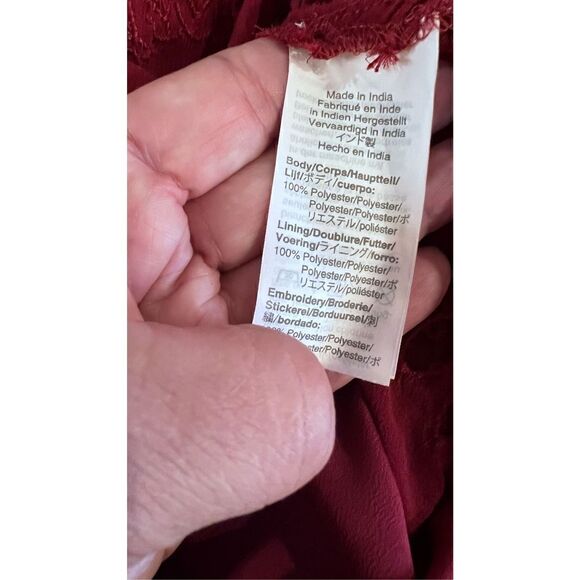 Made in India
Fabriqué en Inde
in Indien Hergestellt
Vervaardigd in India
インド製
Hecho en India
Body/Corps/Haupttell/
Lijf/ボディ/cuerpo:
100% Polyester/Polyester/
Polyester/Polyester/ポ
リエステル/poliéster
Lining/Doublure/Futter/
Voering/ライニング/forro:
100% Polyester/Polyester/
Polyester/Polyester/ポ
リエステル/poliéster
Embroidery/Broderie/
Stickerei/Borduursel/刺
繍/bordado:
100% Polyester/Polyester/
Polyester/ポ